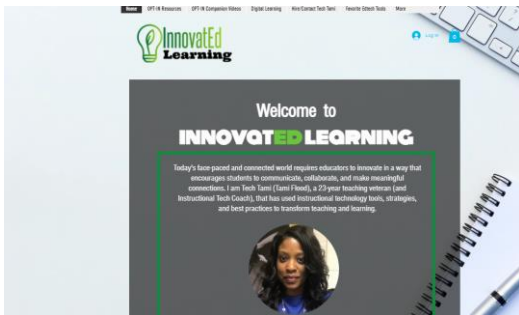 Home OPT-IN Resources OPT-IN Companion Videos Digital Learning Hire/Contact Tech Tami Favorite Edtech Tools More
InnovatEd
Learning
Log In
Welcome to
INNOVATED LEARNING
Today's face-paced and connected world requires educators to innovate in a way that
encourages students to communicate, collaborate, and make meaningful
connections. I am Tech Tami (Tami Flood), a 23-year teaching veteran (and
Instructional Tech Coach), that has used instructional technology tools, strategies,
and best practices to transform teaching and learning.